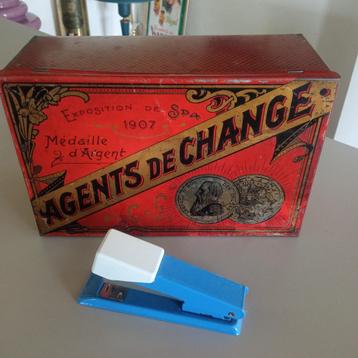 EXPOSITION DE SPA
1907
Médaille
d'Argent
AGENTS DE CHANGE